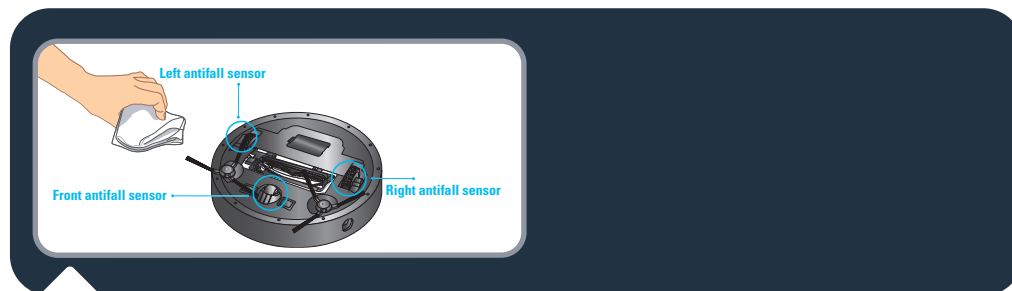 Left antifall sensor
Front antifall sensor
Right antifall sensor